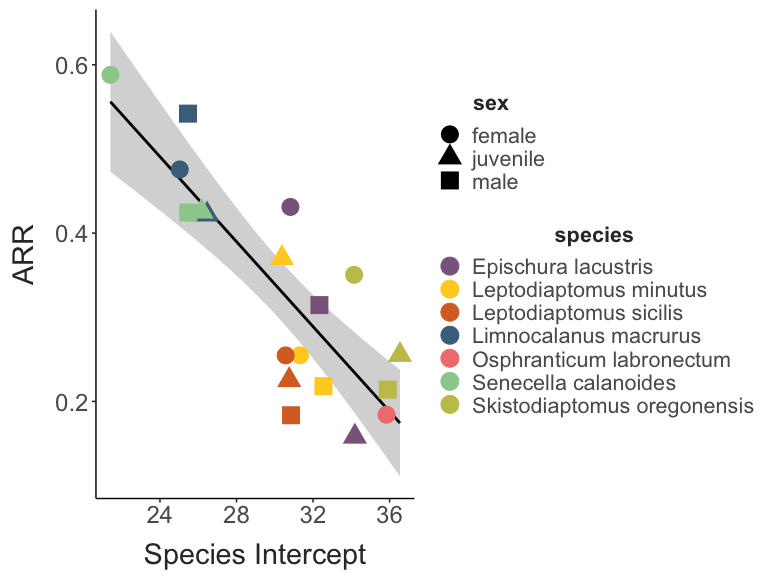 0.6
0.4
0.2
ARR
24 28 32 36
Species Intercept
sex
female
juvenile
male
species
Epischura lacustris
Leptodiaptomus minutus
Leptodiaptomus sicilis
Limnocalanus macrurus
Osphranticum labronectum
Senecella calanoides
Skistodiaptomus oregonensis